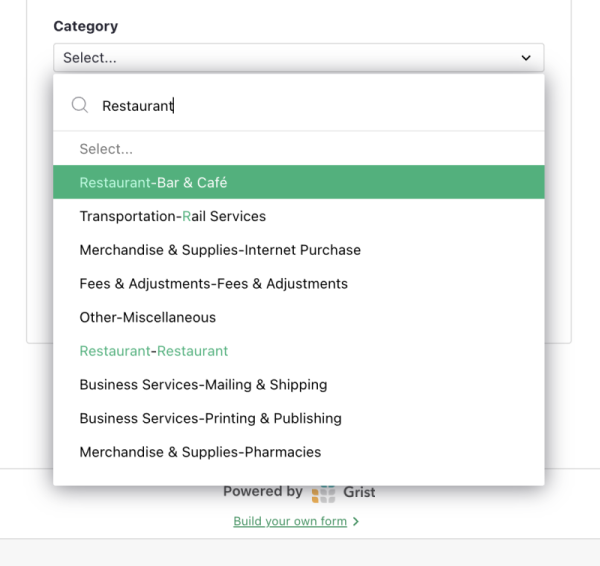 Category
Select...
Restaurant
Select...
Restaurant-Bar & Café
Transportation-Rail Services
Merchandise & Supplies-Internet Purchase
Fees & Adjustments-Fees & Adjustments
Other-Miscellaneous
Restaurant-Restaurant
Business Services-Mailing & Shipping
Business Services-Printing & Publishing
Merchandise & Supplies-Pharmacies
Powered by Grist
Build your own form